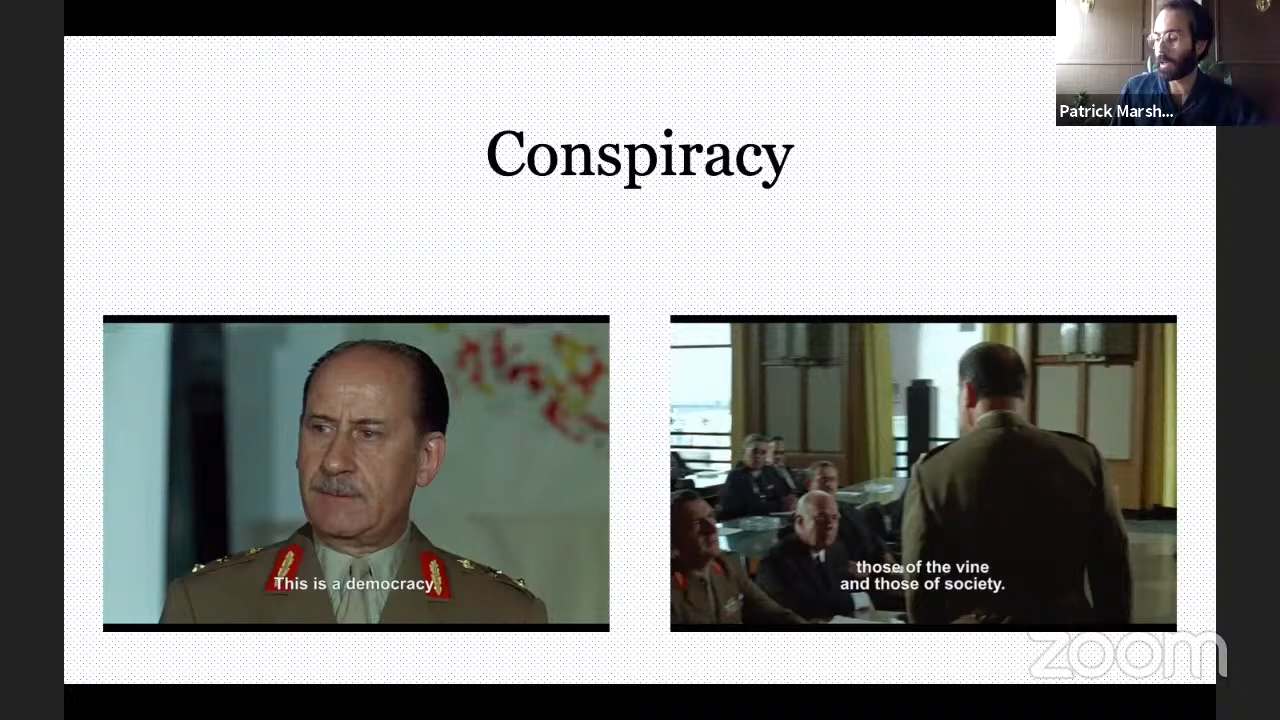 Patrick Marsh...
Conspiracy
This is a democracy.
those of the vine
and those of society.
zoom